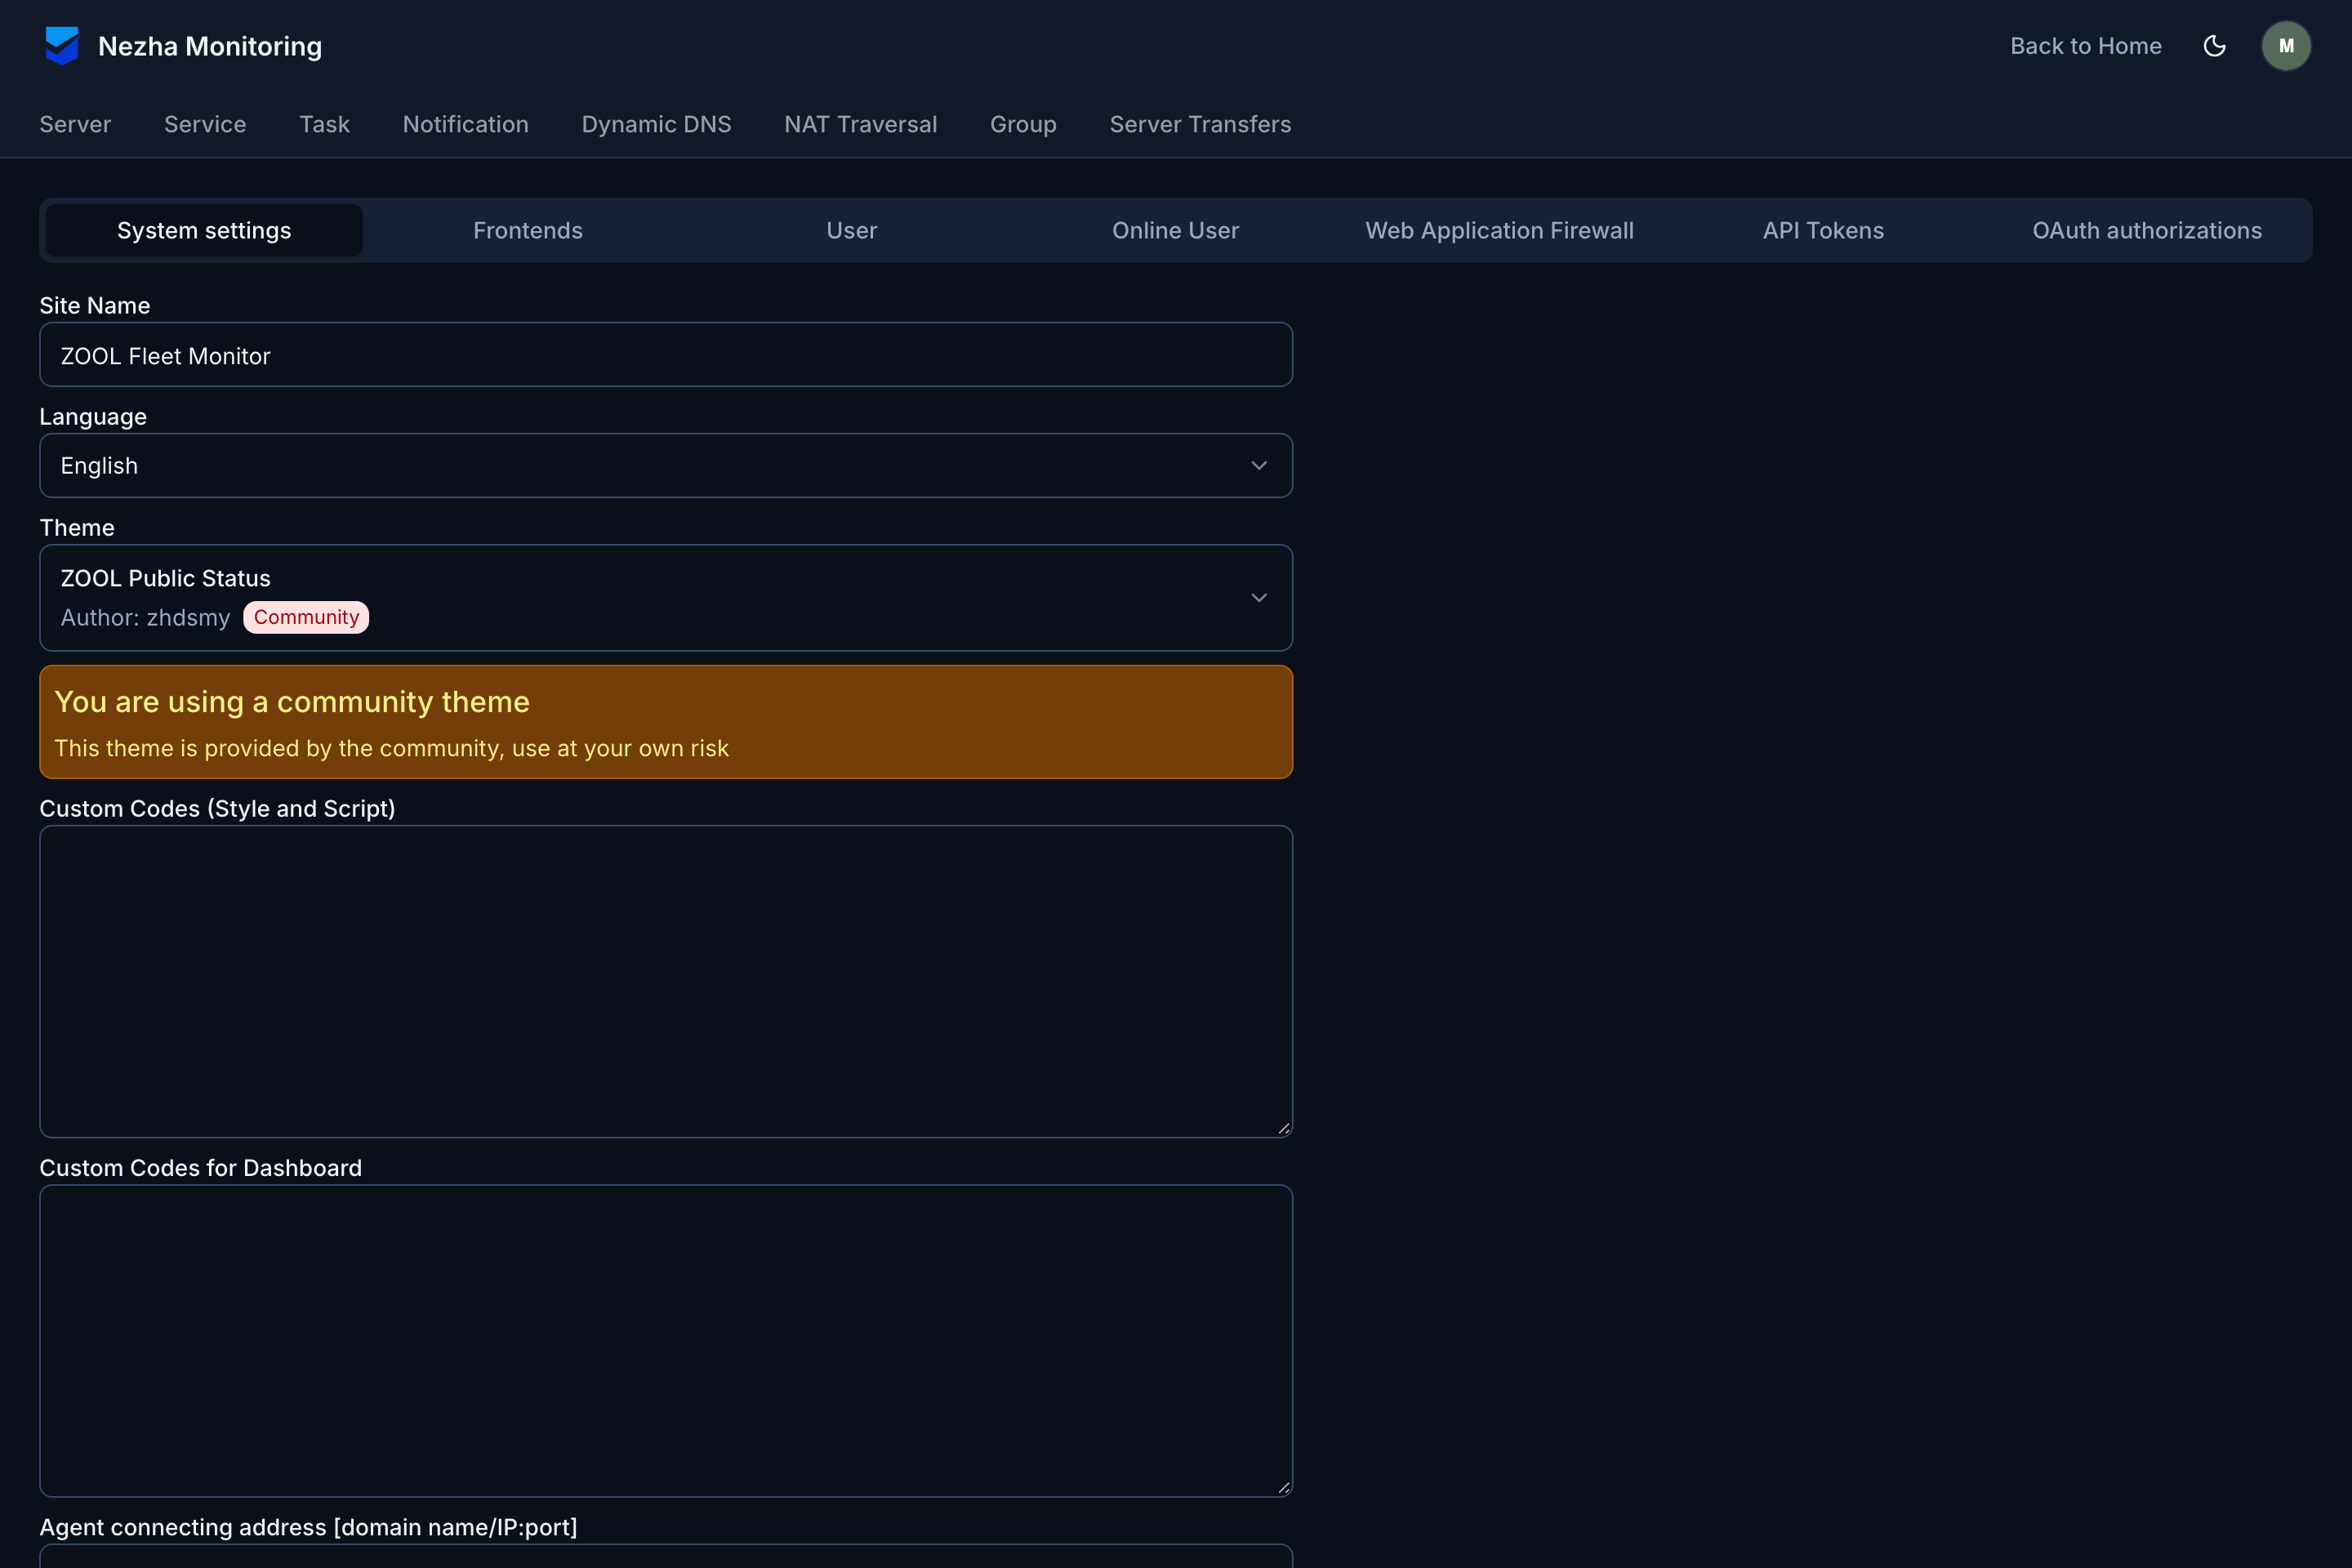 Nezha Monitoring
Back to Home
M
Server
Service
Task
Notification
Dynamic DNS
NAT Traversal
Group
Server Transfers
System settings
Frontends
User
Online User
Web Application Firewall
API Tokens
OAuth authorizations
Site Name
ZOOL Fleet Monitor
Language
English
Theme
ZOOL Public Status
Author: zhdsmy Community
You are using a community theme
This theme is provided by the community, use at your own risk
Custom Codes (Style and Script)
Custom Codes for Dashboard
Agent connecting address [domain name/IP:port]